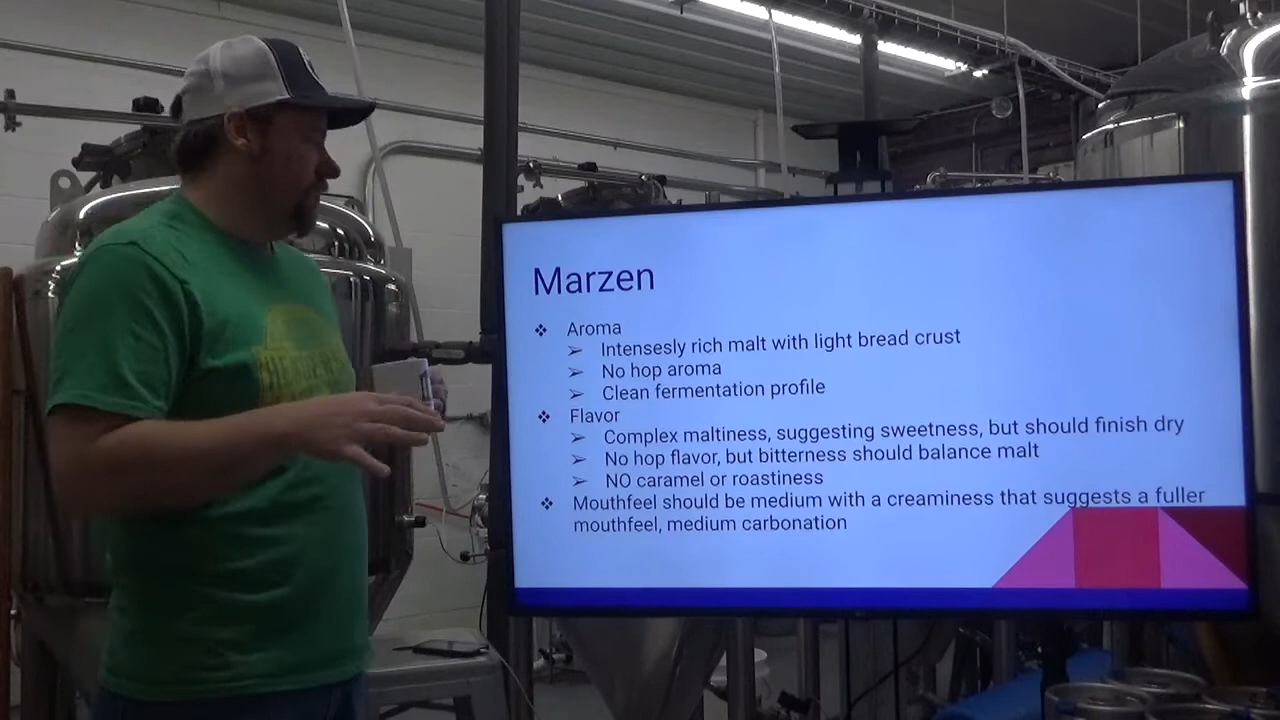 Marzen
❖ Aroma
➢ Intensesly rich malt with light bread crust
➢ No hop aroma
➢ Clean fermentation profile
❖ Flavor
➢ Complex maltiness, suggesting sweetness, but should finish dry
➢ No hop flavor, but bitterness should balance malt
➢ NO caramel or roastiness
❖ Mouthfeel should be medium with a creaminess that suggests a fuller
mouthfeel, medium carbonation